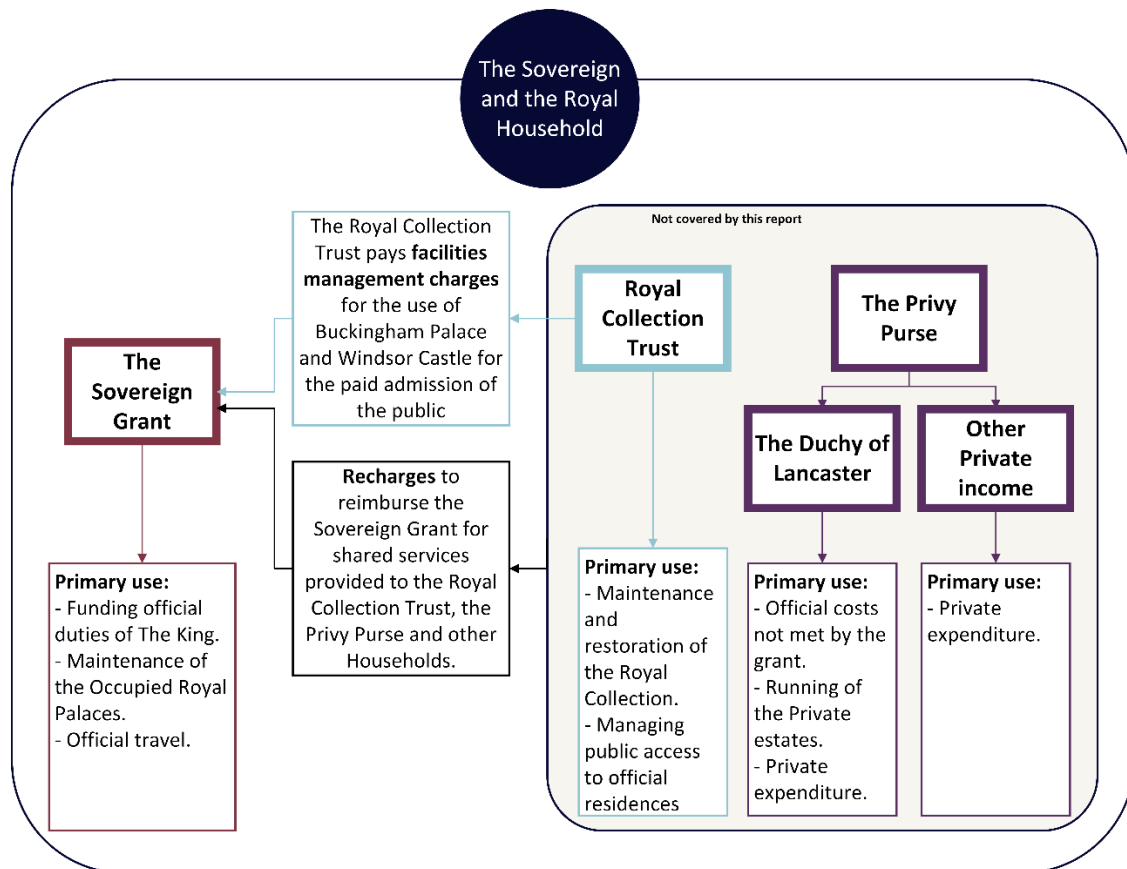 The Sovereign
and the Royal
Household
Not covered by this report
The Royal Collection
Trust pays facilities
management charges
for the use of
Buckingham Palace
and Windsor Castle for
the paid admission of
the public
Royal
Collection
Trust
The Privy
Purse
The
Sovereign
Grant
The Duchy of
Lancaster
Other
Private
income
Recharges to
reimburse the
Sovereign Grant for
shared services
provided to the Royal
Collection Trust, the
Privy Purse and other
Households.
Primary use:
- Funding official
duties of The King.
- Maintenance of
the Occupied Royal
Palaces.
- Official travel.
Primary use:
- Maintenance
and
restoration of
the Royal
Collection.
- Managing
public access
to official
residences
Primary use:
- Official costs
not met by the
grant.
- Running of
the Private
estates.
- Private
expenditure.
Primary use:
- Private
expenditure.